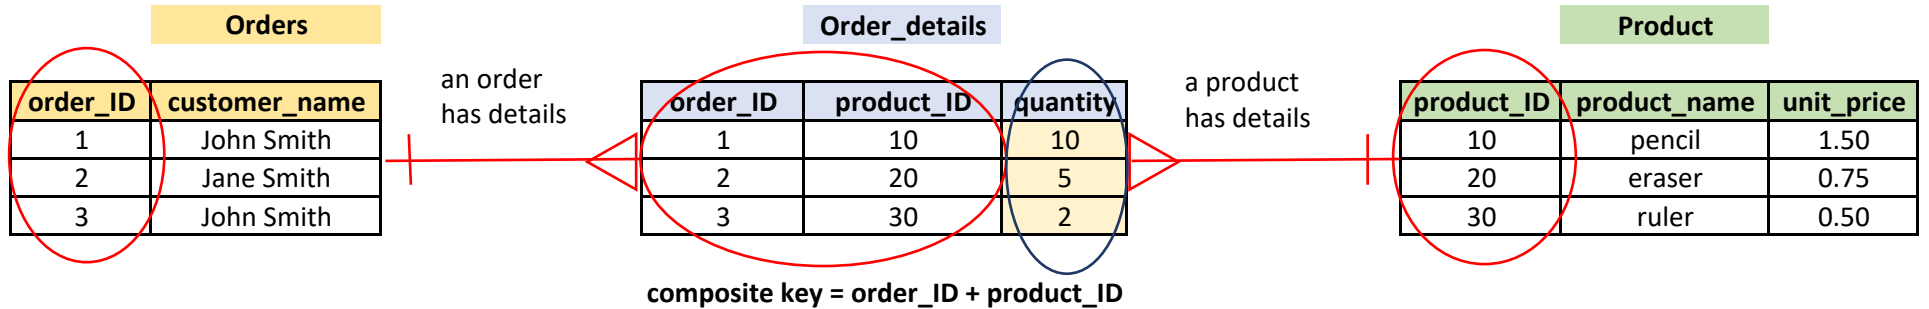 Orders Order_details Product
an order
has details
a product
has details
order_ID customer_name order_ID product_ID quantity product_ID product_name unit_price
1 John Smith 1 10 10 10 pencil 1.50
2 Jane Smith 2 20 5 20 eraser 0.75
3 John Smith 3 30 2 30 ruler 0.50
composite key = order_ID + product_ID